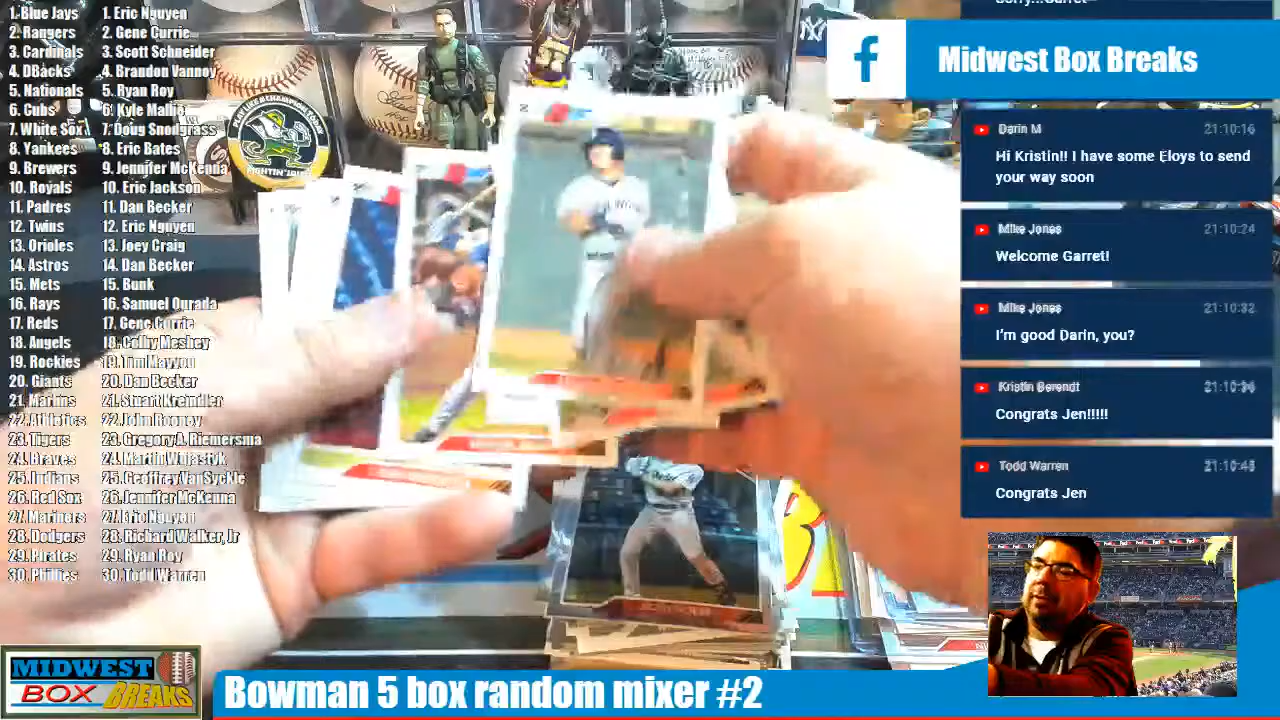 1. Blue Jays 1. Eric Nguyen
2. Rangers 2. Gene Currie
3. Cardinals 3. Scott Schneider
4. DBacks 4. Brandon Vannoy
5. Nationals 5. Ryan Roy
6. Cubs 6. Kyle Mallie
7. White Sox 7. Doug Snodgrass
8. Yankees 8. Eric Bates
9. Brewers 9. Jennifer McKenna
10. Royals 10. Eric Jackson
11. Padres 11. Dan Becker
12. Twins 12. Eric Nguyen
13. Orioles 13. Joey Craig
14. Astros 14. Dan Becker
15. Mets 15. Bunk
16. Rays 16. Samuel Ourada
17. Reds 17. Gene Currie
18. Angels 18. Colby Meshey
19. Rockies 19. Tim Mayyou
20. Giants 20. Dan Becker
21. Marlins 21. Stuart Kreindler
22. Athletics 22. John Rooney
23. Tigers 23. Gregory A. Riemersma
24. Braves 24. Martin Wojastyk
25. Indians 25. Geoffrey VanSyckle
26. Red Sox 26. Jennifer McKenna
27. Mariners 27. Eric Nguyen
28. Dodgers 28. Richard Walker, Jr
29. Pirates 29. Ryan Roy
30. Phillies 30. Todd Warren
FIGHTIN' IRISH
f Midwest Box Breaks
Darin M 21:10:16
Hi Kristin!! I have some Eloys to send
your way soon
Mike Jones 21:10:24
Welcome Garret!
Mike Jones 21:10:32
I'm good Darin, you?
Kristin Berendt 21:10:36
Congrats Jen!!!!!
Todd Warren 21:10:43
Congrats Jen
MIDWEST
BOX BREAKS
Bowman 5 box random mixer #2